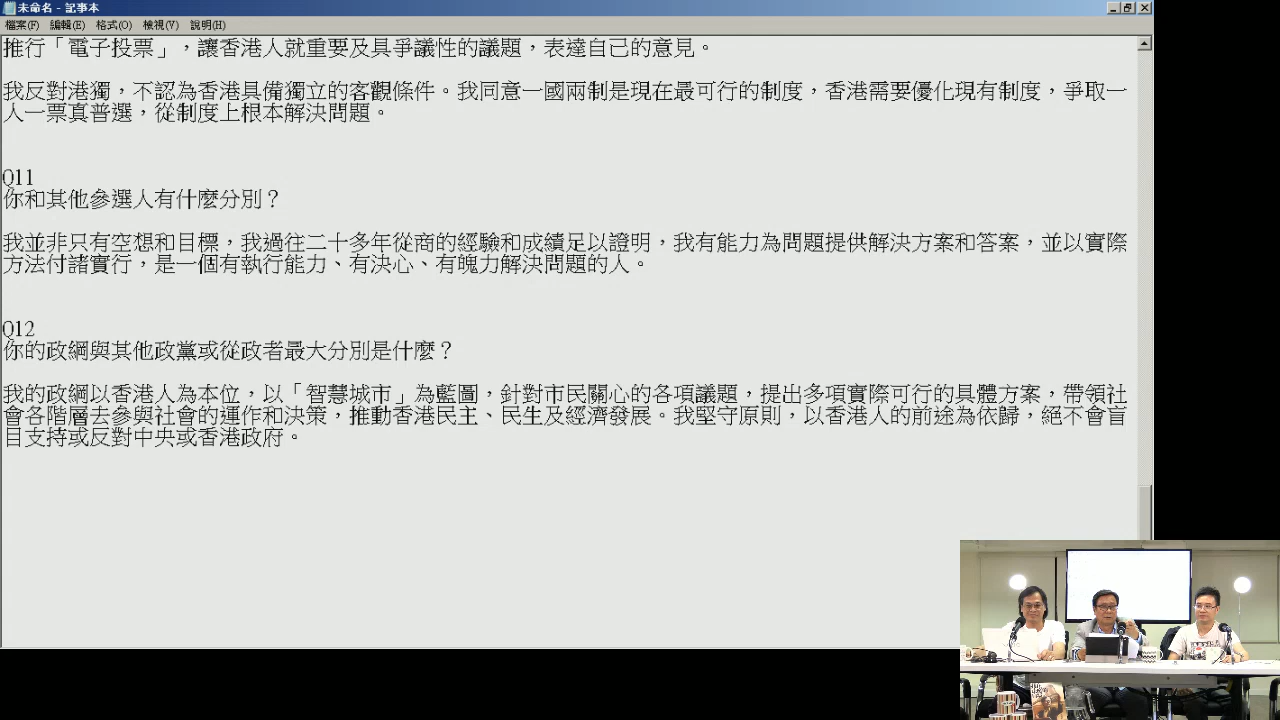 未命名 - 記事本
檔案(F) 編輯(E) 格式(O) 檢視(V) 說明(H)
推行「電子投票」，讓香港人就重要及具爭議性的議題，表達自己的意見。
我反對港獨，不認為香港具備獨立的客觀條件。我同意一國兩制是現在最可行的制度，香港需要優化現有制度，爭取一
人一票真普選，從制度上根本解決問題。
Q11
你和其他參選人有什麼分別？
我並非只有空想和目標，我過往二十多年從商的經驗和成績足以證明，我有能力為問題提供解決方案和答案，並以實際
方法付諸實行，是一個有執行能力、有決心、有魄力解決問題的人。
Q12
你的政綱與其他政黨或從政者最大分別是什麼？
我的政綱以香港人為本位，以「智慧城市」為藍圖，針對市民關心的各項議題，提出多項實際可行的具體方案，帶領社
會各階層去參與社會的運作和決策，推動香港民主、民生及經濟發展。我堅守原則，以香港人的前途為依歸，絕不會盲
目支持或反對中央或香港政府。